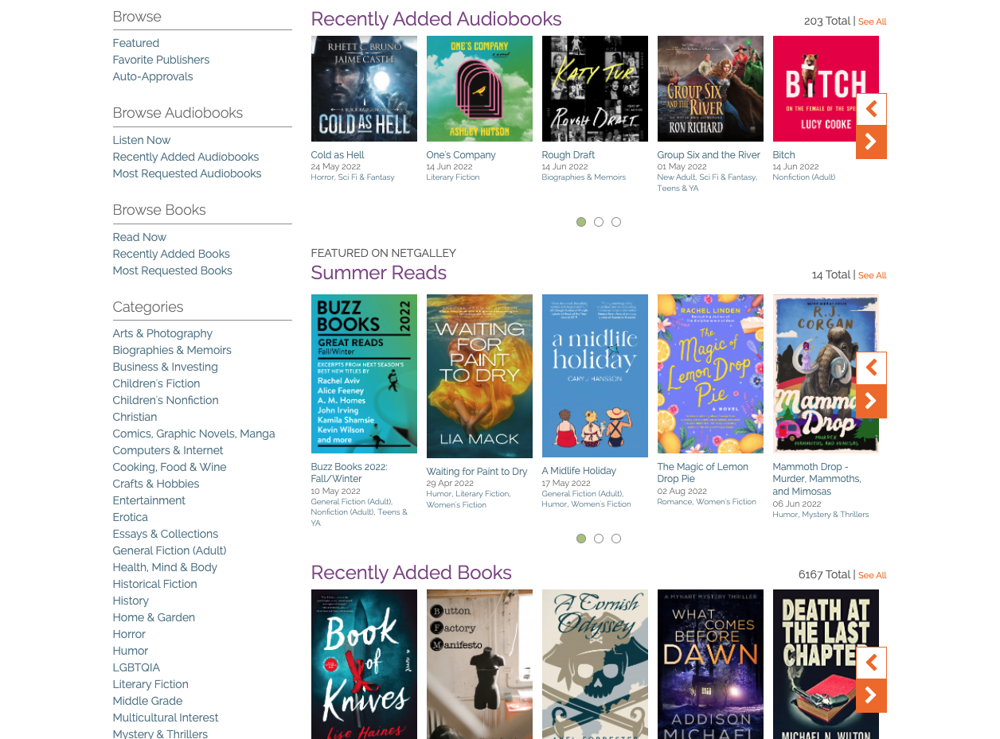 Browse
Featured
Favorite Publishers
Auto-Approvals
Browse Audiobooks
Listen Now
Recently Added Audiobooks
Most Requested Audiobooks
Browse Books
Read Now
Recently Added Books
Most Requested Books
Categories
Arts & Photography
Biographies & Memoirs
Business & Investing
Children's Fiction
Children's Nonfiction
Christian
Comics, Graphic Novels, Manga
Computers & Internet
Cooking, Food & Wine
Crafts & Hobbies
Entertainment
Erotica
Essays & Collections
General Fiction (Adult)
Health, Mind & Body
Historical Fiction
History
Home & Garden
Horror
Humor
LGBTQIA
Literary Fiction
Middle Grade
Multicultural Interest
Mystery & Thrillers
Recently Added Audiobooks
203 Total | See All
RHETT C. BRUNO
JAIME CASTLE
COLD AS HELL
Cold as Hell
24 May 2022
Horror, Sci Fi & Fantasy
ONE'S COMPANY
a novel
ASHLEY HUTSON
One's Company
14 Jun 2022
Literary Fiction
KATY TUR
ROUGH DRAFT
Rough Draft
14 Jun 2022
Biographies & Memoirs
GROUP SIX
AND THE RIVER
RON RICHARD
Group Six and the River
01 May 2022
New Adult, Sci Fi & Fantasy,
Teens & YA
BITCH
ON THE FEMALE OF THE SPE
LUCY COOKE
Bitch
14 Jun 2022
Nonfiction (Adult)
FEATURED ON NETGALLEY
Summer Reads
14 Total | See All
BUZZ
BOOKS
2022
GREAT READS
Fall/Winter
EXCERPTS FROM NEXT SEASON'S
BEST NEW TITLES BY
Rachel Aviv
Alice Feeney
A. M. Homes
John Irving
Kamila Shamsie
Kevin Wilson
and more
Buzz Books 2022:
Fall/Winter
10 May 2022
General Fiction (Adult),
Nonfiction (Adult), Teens &
YA
WAITING
FOR
PAINT
TO DRY
LIA MACK
Waiting for Paint to Dry
29 Apr 2022
Humor, Literary Fiction,
Women's Fiction
a midlife
holiday
CARY J HANSSON
A Midlife Holiday
17 May 2022
General Fiction (Adult),
Humor, Women's Fiction
RACHEL LINDEN
The
Magic of
Lemon Drop
Pie
A NOVEL
The Magic of Lemon
Drop Pie
02 Aug 2022
Romance, Women's Fiction
R.J.
CORGAN
Mammo
Drop
MURDER,
MAMMOTHS, AND MIMOSAS
Mammoth Drop -
Murder, Mammoths,
and Mimosas
06 Jun 2022
Humor, Mystery & Thrillers
Recently Added Books
6167 Total | See All
Book
of
Knives
Lise Haines
Button
Factory
Manifesto
A Cornish
Odyssey
A MYNART MYSTERY THRILLER
WHAT
COMES
BEFORE
DAWN
ADDISON
MICHAEL
DEATH AT
THE LAST
CHAPTE
MICHAEL N. WILTON